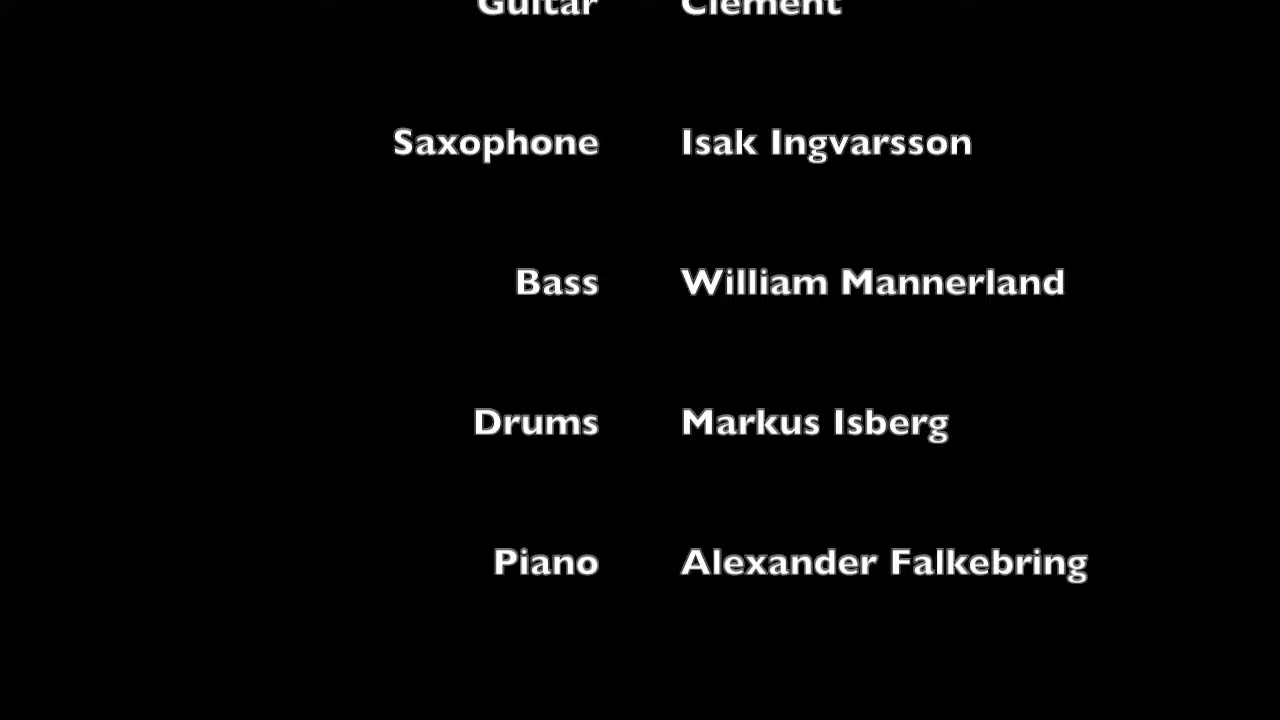 Guitar Clement
Saxophone Isak Ingvarsson
Bass William Mannerland
Drums Markus Isberg
Piano Alexander Falkebring